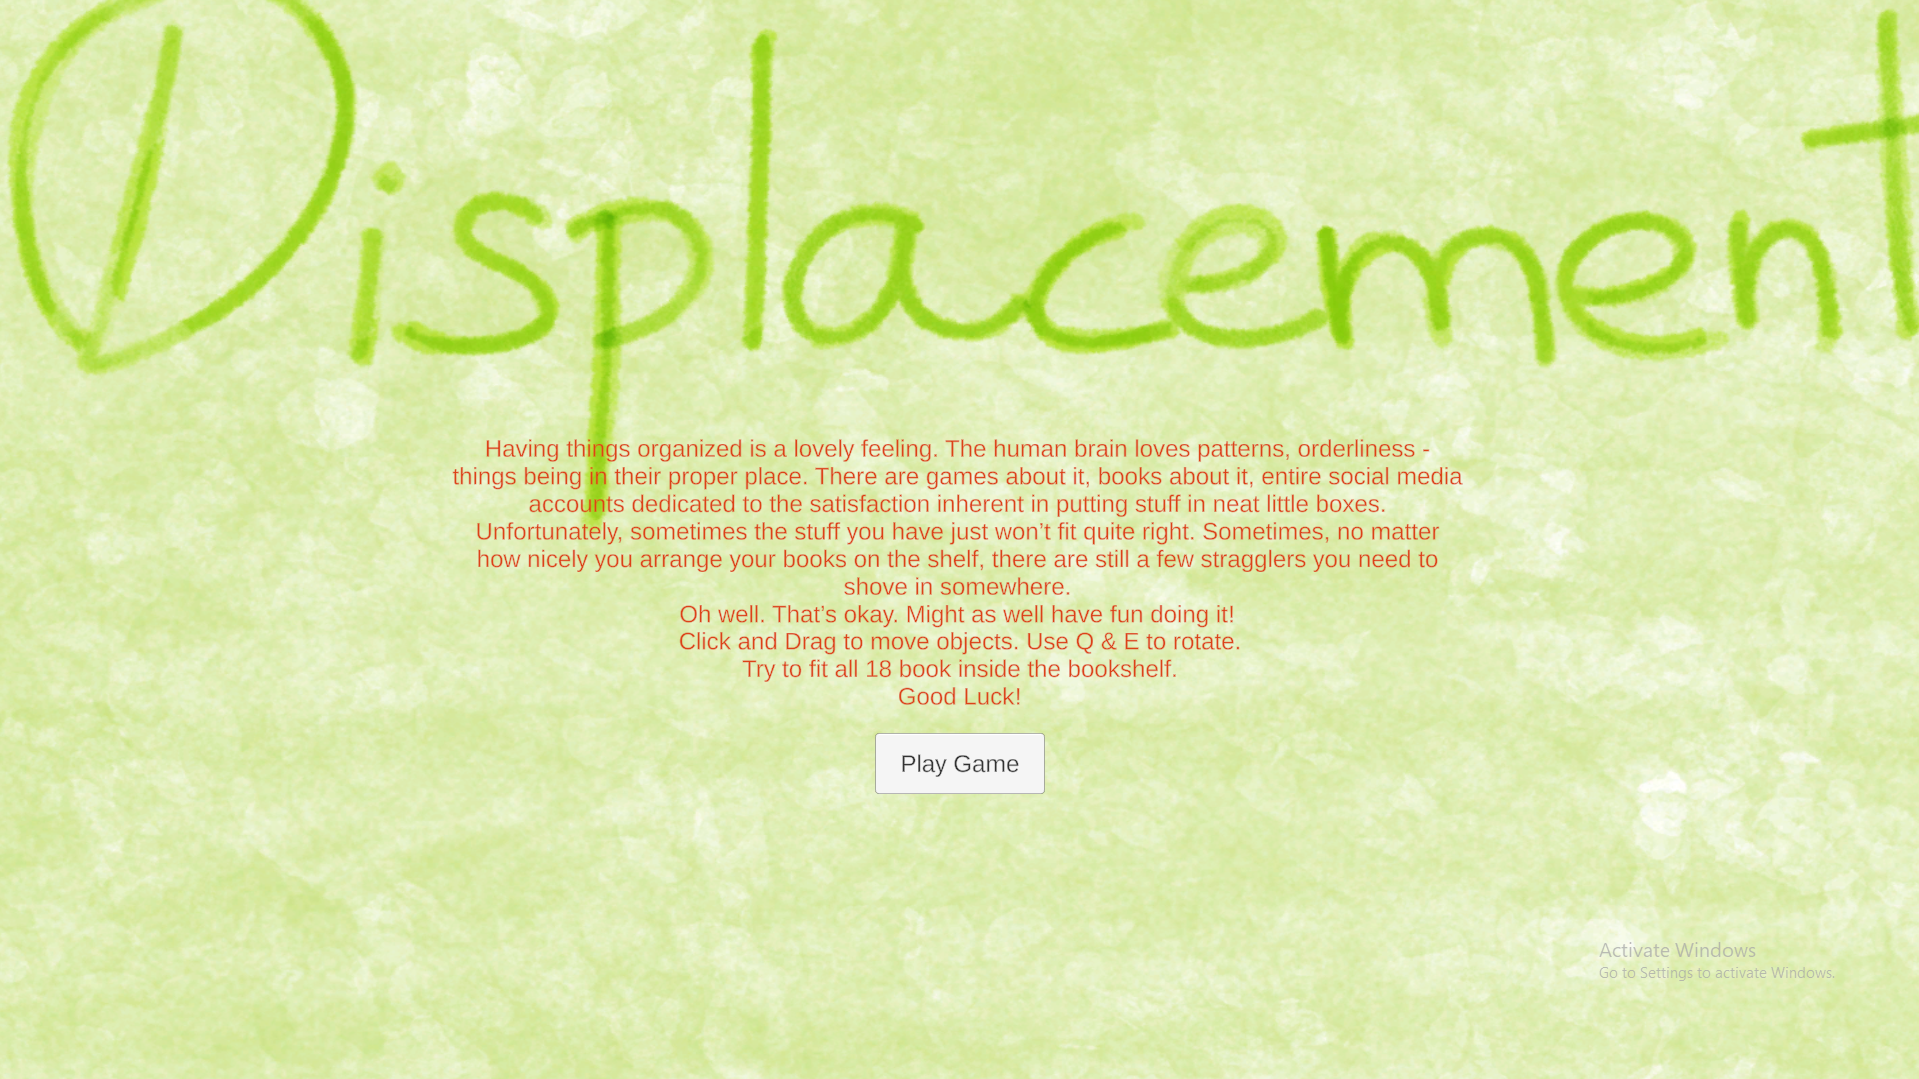 Displacement
Having things organized is a lovely feeling. The human brain loves patterns, orderliness -
things being in their proper place. There are games about it, books about it, entire social media
accounts dedicated to the satisfaction inherent in putting stuff in neat little boxes.
Unfortunately, sometimes the stuff you have just won’t fit quite right. Sometimes, no matter
how nicely you arrange your books on the shelf, there are still a few stragglers you need to
shove in somewhere.
Oh well. That’s okay. Might as well have fun doing it!
Click and Drag to move objects. Use Q & E to rotate.
Try to fit all 18 book inside the bookshelf.
Good Luck!
Play Game
Activate Windows
Go to Settings to activate Windows.